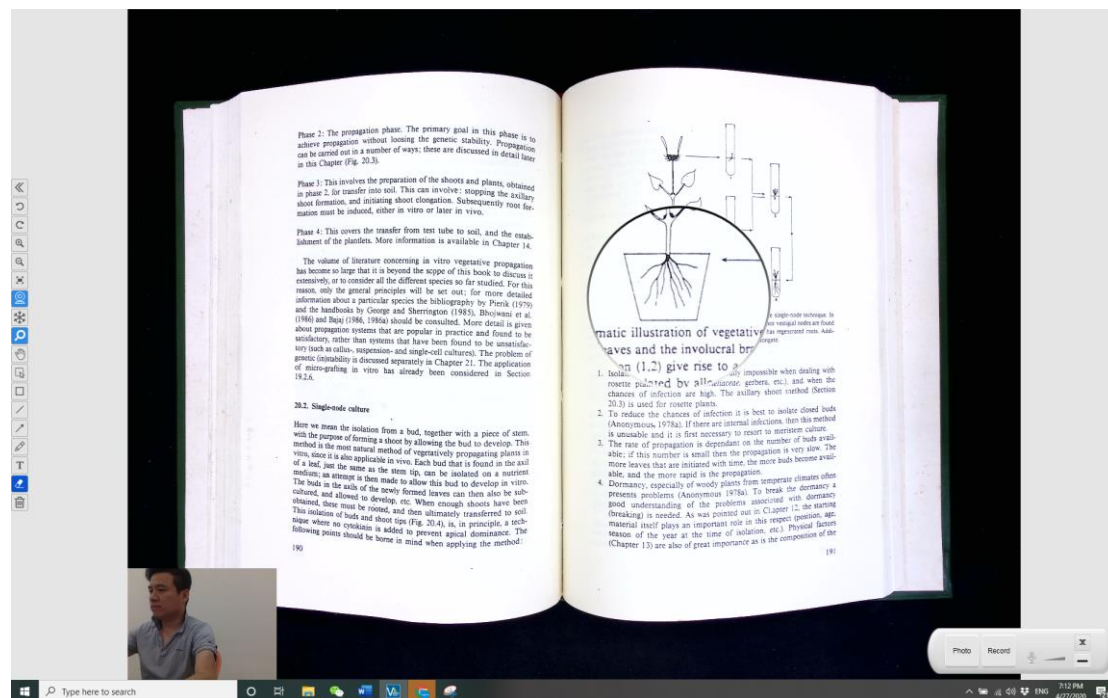 Phase 2: The propagation phase. The primary goal in this phase is to
achieve propagation without loosing the genetic stability. Propagation
can be carried out in a number of ways; these are discussed in detail later
in this Chapter (Fig. 20.3).
Phase 3: This involves the preparation of the shoots and plants, obtained
in phase 2, for transfer into soil. This can involve: stopping the axillary
shoot formation, and initiating shoot elongation. Subsequently root for-
mation must be induced, either in vitro or later in vivo.
Phase 4: This covers the transfer from test tube to soil, and the estab-
lishment of the plantlets. More information is available in Chapter 14.
The volume of literature concerning in vitro vegetative propagation
has become so large that it is beyond the scope of this book to discuss it
extensively, or to consider all the different species so far studied. For this
reason, only the general principles will be set out; for more detailed
information about a particular species the bibliography by Pierik (1979)
and the handbooks by George and Sherrington (1985), Bhojwani et al.
(1986) and Bajaj (1986, 1986a) should be consulted. More detail is given
about propagation systems that are popular in practice and found to be
satisfactory, rather than systems that have been found to be unsatisfac-
tory (such as callus-, suspension- and single-cell cultures). The problem of
genetic (in)stability is discussed separately in Chapter 21. The application
of micro-grafting in vitro has already been considered in Section
19.2.6.
20.2. Single-node culture
Here we mean the isolation from a bud, together with a piece of stem,
with the purpose of forming a shoot by allowing the bud to develop. This
method is the most natural method of vegetatively propagating plants in
vitro, since it is also applicable in vivo. Each bud that is found in the axil
of a leaf, just the same as the stem tip, can be isolated on a nutrient
medium; an attempt is then made to allow this bud to develop in vitro.
The buds in the axils of the newly formed leaves can then also be sub-
cultured, and allowed to develop, etc. When enough shoots have been
obtained, these must be rooted, and then ultimately transferred to soil.
This isolation of buds and shoot tips (Fig. 20.4), is, in principle, a tech-
nique where no cytokinin is added to prevent apical dominance. The
following points should be borne in mind when applying the method:
190
single-node technique. In
vestigial nodes are found
has regenerated roots. Add-
matic illustration of vegetativ
aves and the involucral br
(1,2) give rise to
by
1. impossible when dealing with
rosette gerbera, etc.), and when the
chances of infection are high. The axillary shoot method (Section
20.3) is used for rosette plants.
2. To reduce the chances of infection it is best to isolate closed buds
(Anonymous, 1978a). If there are internal infections, then this method
is unusable and it is first necessary to resort to meristem culture.
3. The rate of propagation is dependant on the number of buds avail-
able; if this number is small then the propagation is very slow. The
more leaves that are initiated with time, the more buds become avail-
able, and the more rapid is the propagation.
4. Dormancy, especially of woody plants from temperate climates often
presents problems (Anonymous 1978a). To break the dormancy a
good understanding of the problems associated with dormancy
(breaking) is needed. As was pointed out in Chapter 12, the starting
material itself plays an important role in this respect (position, age,
season of the year at the time of isolation, etc.). Physical factors
(Chapter 13) are also of great importance as is the composition of the
191
Photo Record
Type here to search
ENG
7:12 PM
4/27/2020